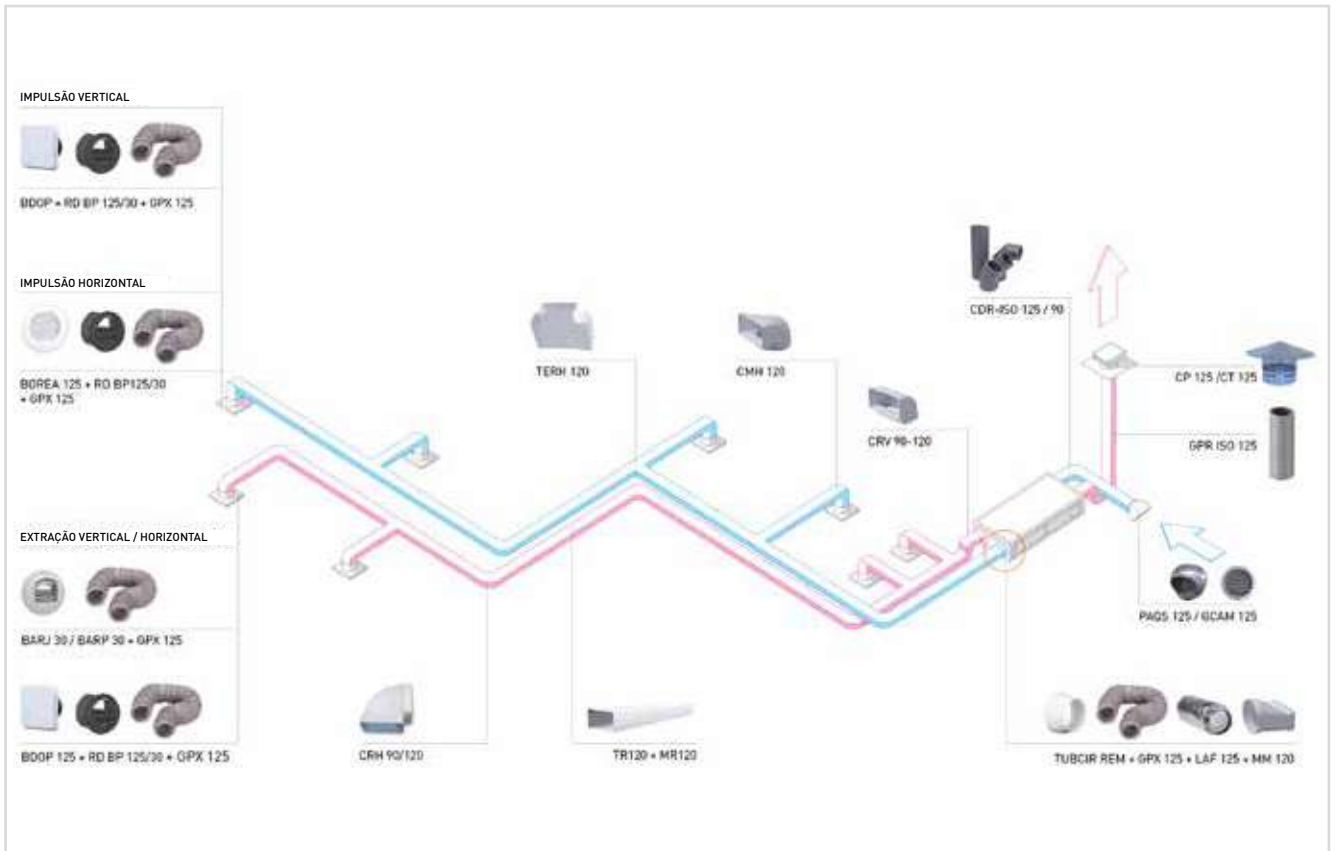 IMPULSÃO VERTICAL
BDOP + RD BP 125/30 + GPX 125
IMPULSÃO HORIZONTAL
BOREA 125 + RD BP125/30
+ GPX 125
EXTRAÇÃO VERTICAL / HORIZONTAL
BARJ 30 / BARP 30 + GPX 125
BDOP 125 + RD BP 125/30 + GPX 125
TERH 120
CMH 120
CRV 90-120
CDR-ISO 125 / 90
CP 125 /CT 125
GPR ISO 125
PAQS 125 / GCAM 125
CRH 90/120
TR120 + MR120
TUBCIR REM + GPX 125 + LAF 125 + MM 120